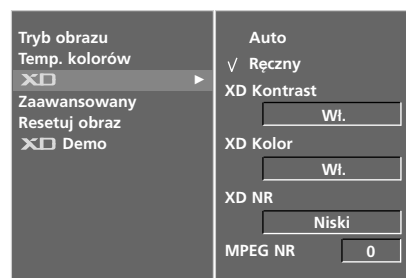 Tryb obrazu
Temp. kolorów
XD
Zaawansowany
Resetuj obraz
XD Demo
Auto
√ Ręczny
XD Kontrast
Wł.
XD Kolor
Wł.
XD NR
Niski
MPEG NR 0